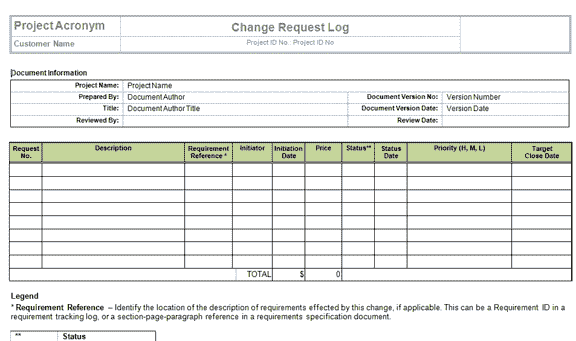 Project Acronym
Change Request Log
Customer Name
Project ID No : Project ID No
Document Information
Project Name: Project Name
Prepared By: Document Author Document Version No: Version Number
Title: Document Author Title Document Version Date: Version Date
Reviewed By: Review Date:
Request No. Description Requirement Reference * Initiator Initiation Date Price Status** Status Date Priority (H, M, L) Target Close Date
TOTAL $ 0
Legend
* Requirement Reference – Identify the location of the description of requirements effected by this change, if applicable. This can be a Requirement ID in a
requirement tracking log, or a section-page-paragraph reference in a requirements specification document.
** Status